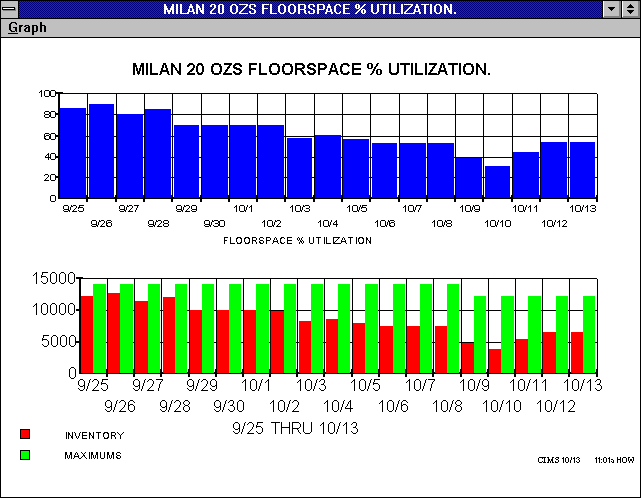 MILAN 20 OZS FLOORSPACE % UTILIZATION.
Graph
MILAN 20 OZS FLOORSPACE % UTILIZATION.
100
80
60
40
20
0
9/25 9/27 9/29 10/1 10/3 10/5 10/7 10/9 10/11 10/13
9/26 9/28 9/30 10/2 10/4 10/6 10/8 10/10 10/12
FLOORSPACE % UTILIZATION
15000
10000
5000
0
9/25 9/27 9/29 10/1 10/3 10/5 10/7 10/9 10/11 10/13
9/26 9/28 9/30 10/2 10/4 10/6 10/8 10/10 10/12
9/25 THRU 10/13
INVENTORY
MAXIMUMS
CIMS 10/13 11:01a HOW